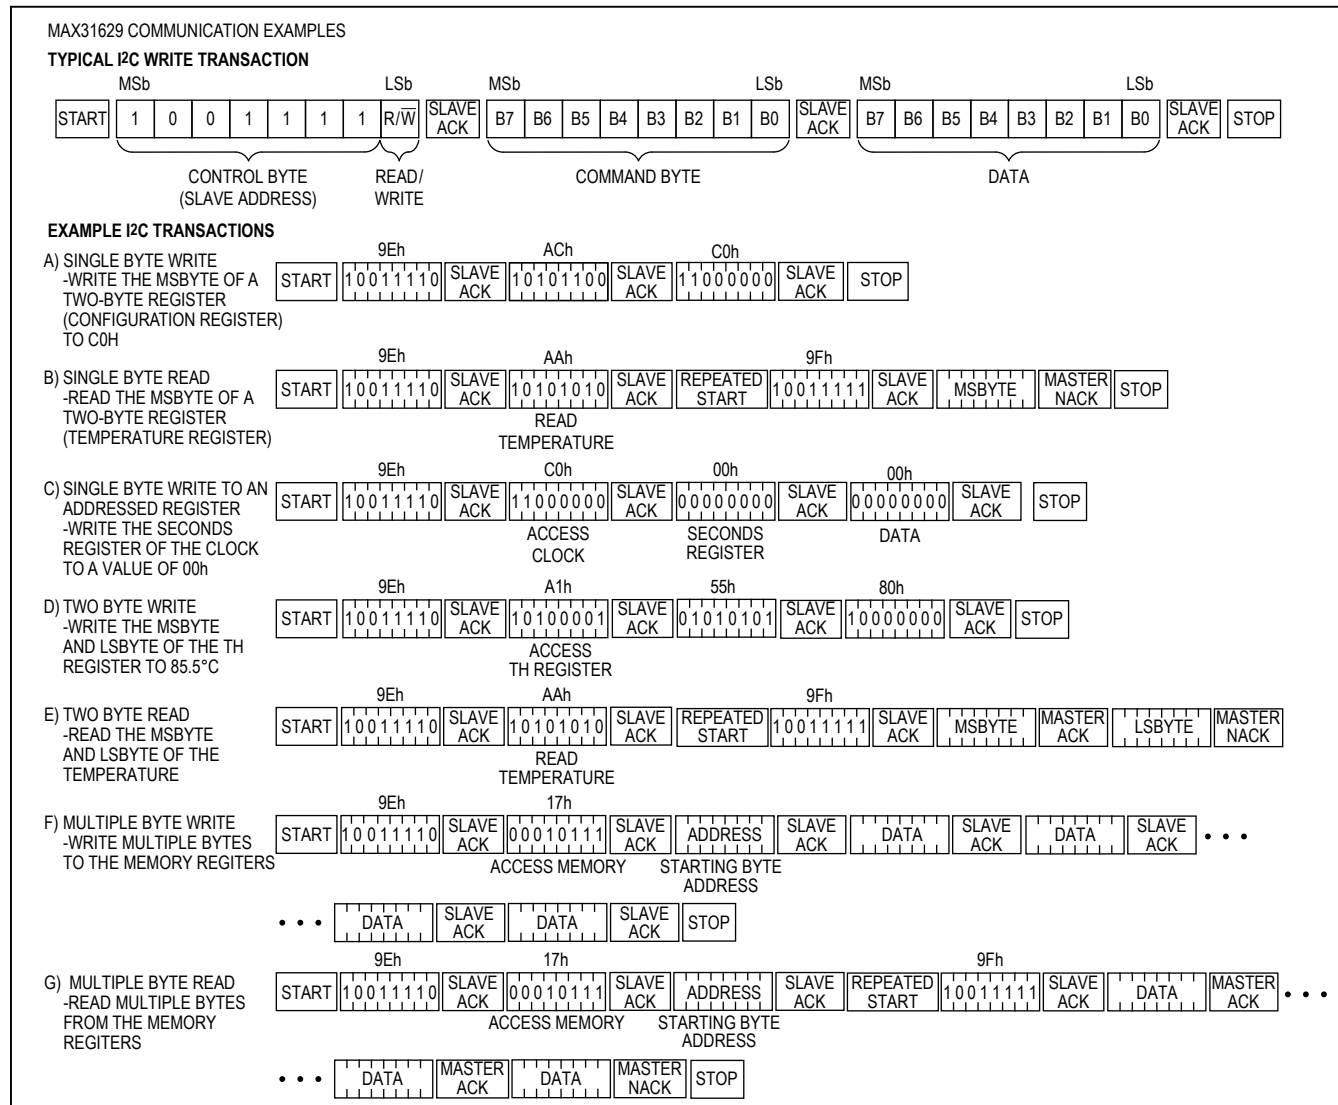 MAX31629 COMMUNICATION EXAMPLES
TYPICAL I2C WRITE TRANSACTION
MSb LSb MSb LSb MSb LSb
START 1 0 0 1 1 1 1 R/W̅ SLAVE ACK B7 B6 B5 B4 B3 B2 B1 B0 SLAVE ACK B7 B6 B5 B4 B3 B2 B1 B0 SLAVE ACK STOP
CONTROL BYTE (SLAVE ADDRESS) READ/ WRITE COMMAND BYTE DATA
EXAMPLE I2C TRANSACTIONS
A) SINGLE BYTE WRITE
-WRITE THE MSBYTE OF A
TWO-BYTE REGISTER
(CONFIGURATION REGISTER)
TO C0H
9Eh ACh C0h
START 10011110 SLAVE ACK 10101100 SLAVE ACK 11000000 SLAVE ACK STOP
B) SINGLE BYTE READ
-READ THE MSBYTE OF A
TWO-BYTE REGISTER
(TEMPERATURE REGISTER)
9Eh AAh 9Fh
START 10011110 SLAVE ACK 10101010 SLAVE ACK REPEATED START 10011111 SLAVE ACK MSBYTE MASTER NACK STOP
READ
TEMPERATURE
C) SINGLE BYTE WRITE TO AN
ADDRESSED REGISTER
-WRITE THE SECONDS
REGISTER OF THE CLOCK
TO A VALUE OF 00h
9Eh C0h 00h 00h
START 10011110 SLAVE ACK 11000000 SLAVE ACK 00000000 SLAVE ACK 00000000 SLAVE ACK STOP
ACCESS CLOCK SECONDS REGISTER DATA
D) TWO BYTE WRITE
-WRITE THE MSBYTE
AND LSBYTE OF THE TH
REGISTER TO 85.5°C
9Eh A1h 55h 80h
START 10011110 SLAVE ACK 10100001 SLAVE ACK 01010101 SLAVE ACK 10000000 SLAVE ACK STOP
ACCESS
TH REGISTER
E) TWO BYTE READ
-READ THE MSBYTE
AND LSBYTE OF THE
TEMPERATURE
9Eh AAh 9Fh
START 10011110 SLAVE ACK 10101010 SLAVE ACK REPEATED START 10011111 SLAVE ACK MSBYTE MASTER ACK LSBYTE MASTER NACK
READ
TEMPERATURE
F) MULTIPLE BYTE WRITE
-WRITE MULTIPLE BYTES
TO THE MEMORY REGITERS
9Eh 17h
START 10011110 SLAVE ACK 00010111 SLAVE ACK ADDRESS SLAVE ACK DATA SLAVE ACK DATA SLAVE ACK • • •
ACCESS MEMORY STARTING BYTE ADDRESS
• • • DATA SLAVE ACK DATA SLAVE ACK STOP
G) MULTIPLE BYTE READ
-READ MULTIPLE BYTES
FROM THE MEMORY
REGITERS
9Eh 17h 9Fh
START 10011110 SLAVE ACK 00010111 SLAVE ACK ADDRESS SLAVE ACK REPEATED START 10011111 SLAVE ACK DATA MASTER ACK • • •
ACCESS MEMORY STARTING BYTE ADDRESS
• • • DATA MASTER ACK DATA MASTER NACK STOP